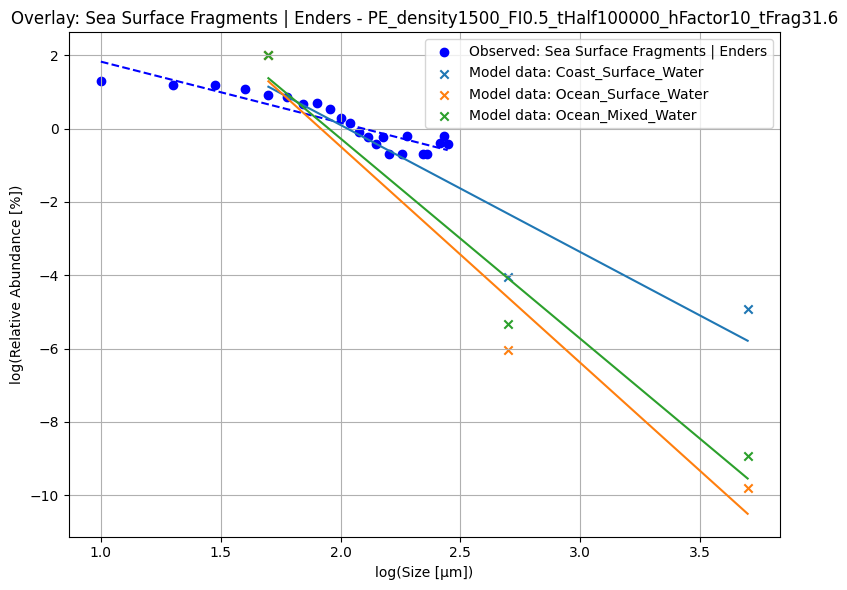 Overlay: Sea Surface Fragments | Enders - PE_density1500_FI0.5_tHalf100000_hFactor10_tFrag31.6
Observed: Sea Surface Fragments | Enders
Model data: Coast_Surface_Water
Model data: Ocean_Surface_Water
Model data: Ocean_Mixed_Water
log(Relative Abundance [%])
2
0
−2
−4
−6
−8
−10
1.0 1.5 2.0 2.5 3.0 3.5
log(Size [μm])